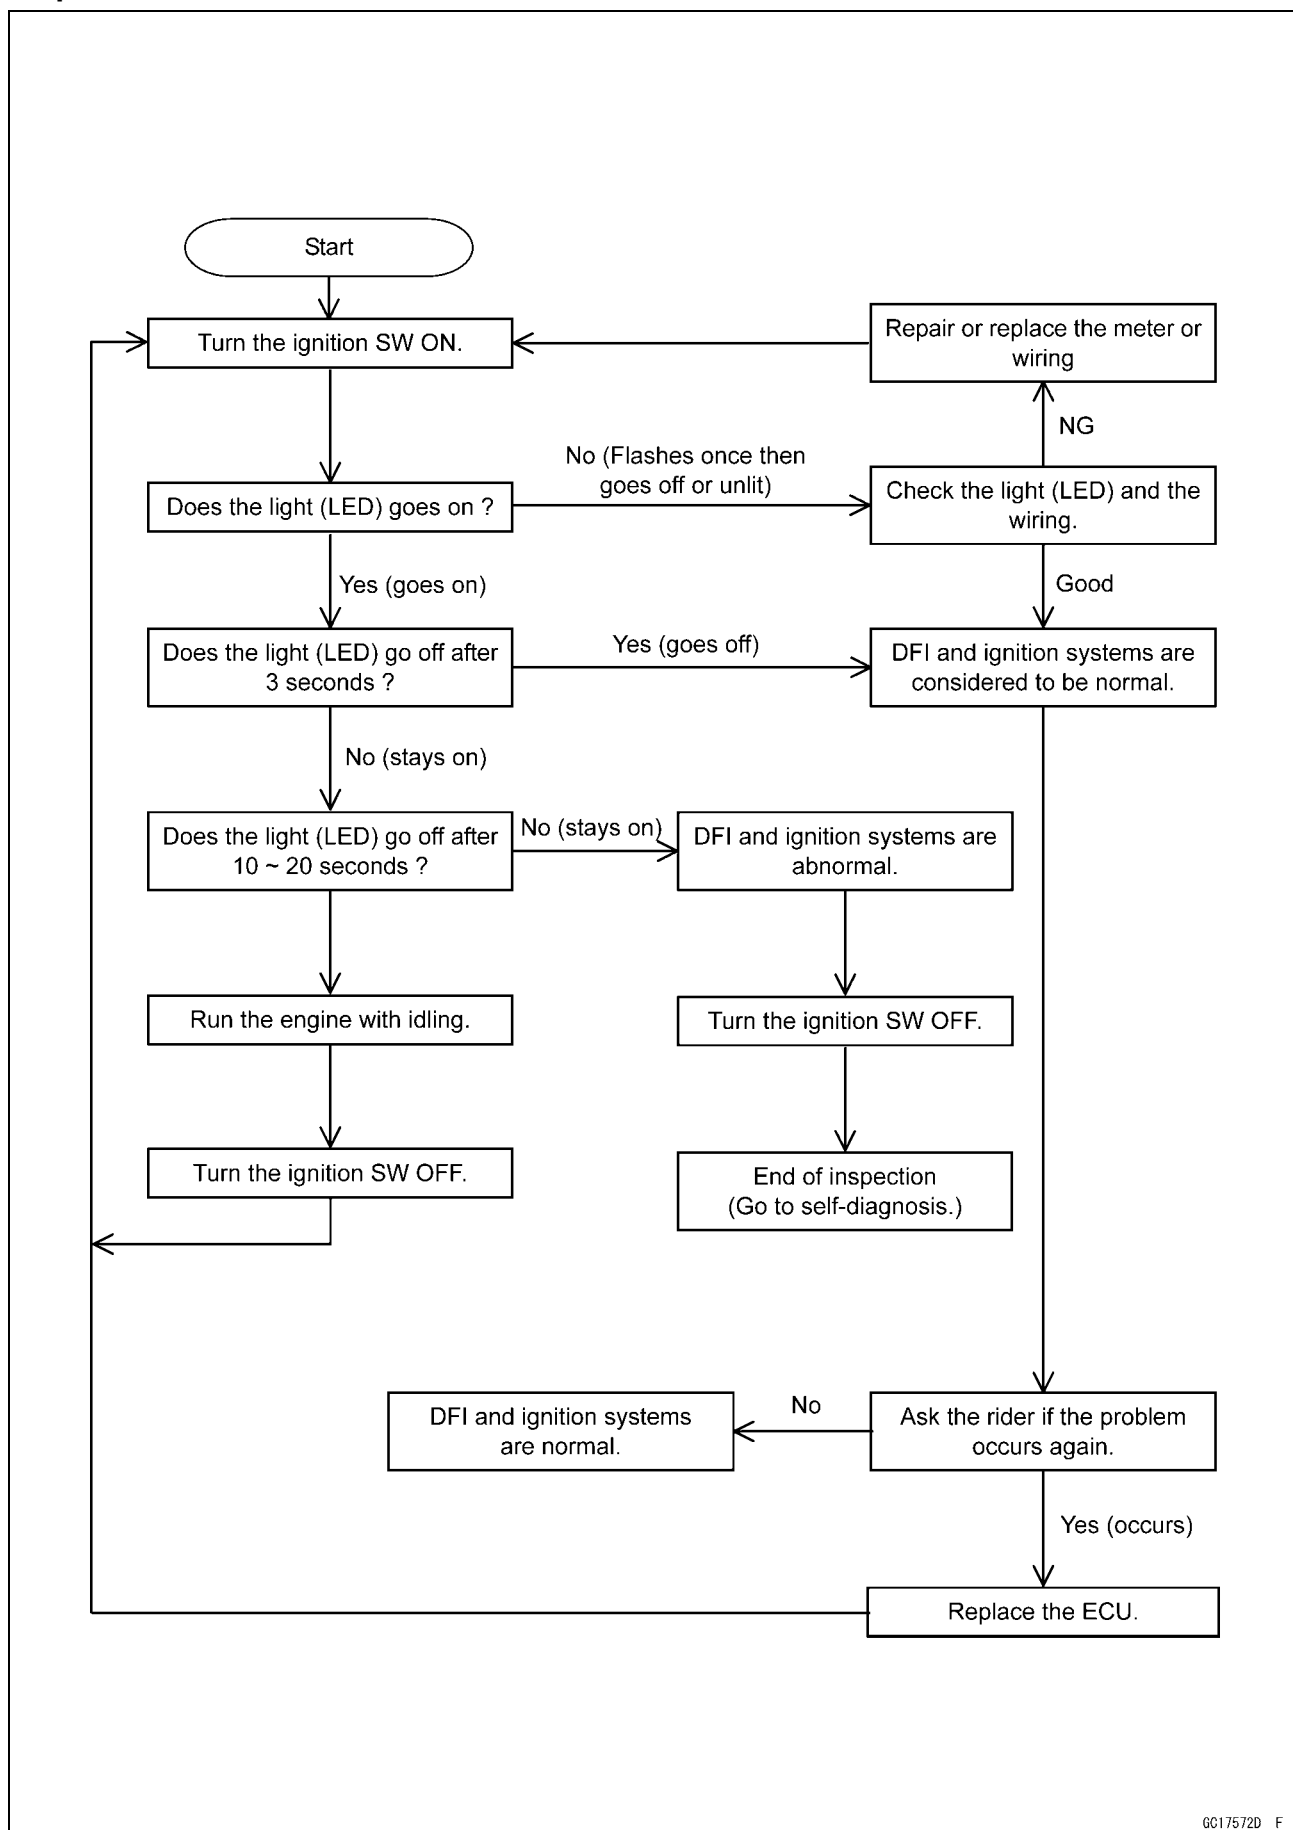 Start
Turn the ignition SW ON.
Repair or replace the meter or
wiring
NG
No (Flashes once then
goes off or unlit)
Does the light (LED) goes on ?
Check the light (LED) and the
wiring.
Yes (goes on)
Good
Does the light (LED) go off after
3 seconds ?
Yes (goes off)
DFI and ignition systems are
considered to be normal.
No (stays on)
Does the light (LED) go off after
10 ~ 20 seconds ?
No (stays on)
DFI and ignition systems are
abnormal.
Run the engine with idling.
Turn the ignition SW OFF.
Turn the ignition SW OFF.
End of inspection
(Go to self-diagnosis.)
DFI and ignition systems
are normal.
No
Ask the rider if the problem
occurs again.
Yes (occurs)
Replace the ECU.
GC17572D F